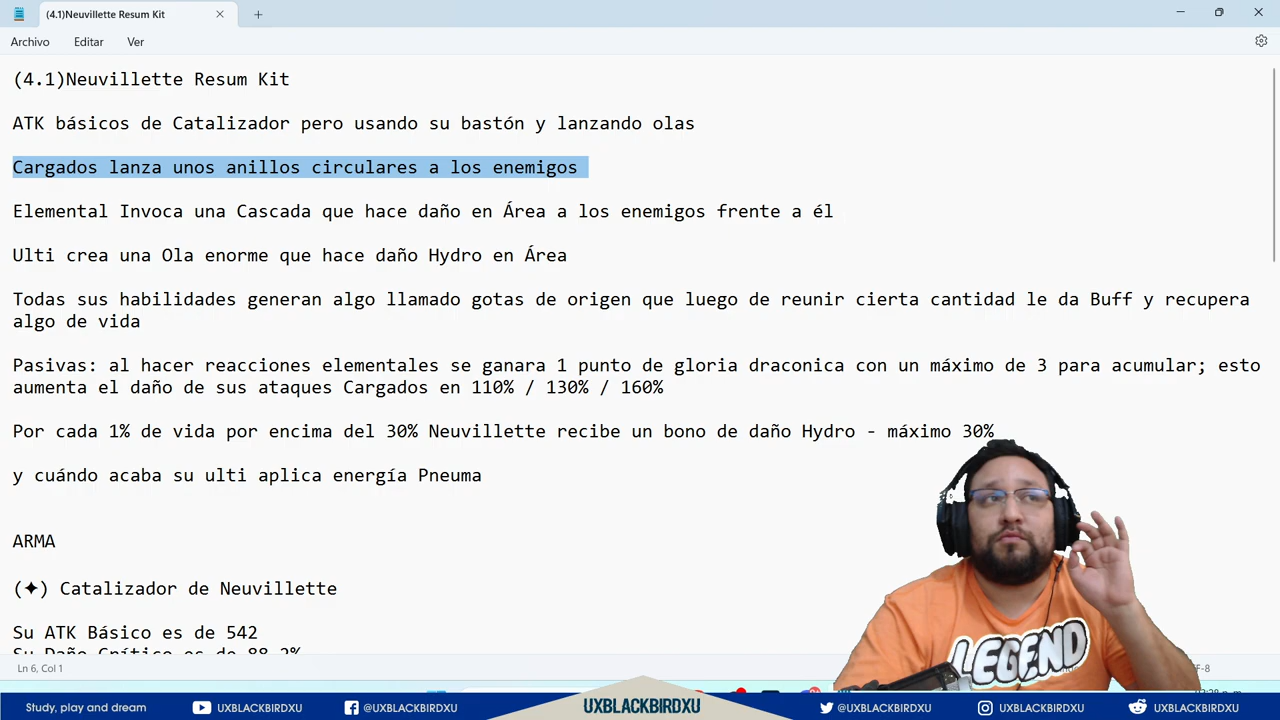 (4.1)Neuvillette Resum Kit
Archivo Editar Ver
(4.1)Neuvillette Resum Kit
ATK básicos de Catalizador pero usando su bastón y lanzando olas
Cargados lanza unos anillos circulares a los enemigos
Elemental Invoca una Cascada que hace daño en Área a los enemigos frente a él
Ulti crea una Ola enorme que hace daño Hydro en Área
Todas sus habilidades generan algo llamado gotas de origen que luego de reunir cierta cantidad le da Buff y recupera
algo de vida
Pasivas: al hacer reacciones elementales se ganara 1 punto de gloria draconica con un máximo de 3 para acumular; esto
aumenta el daño de sus ataques Cargados en 110% / 130% / 160%
Por cada 1% de vida por encima del 30% Neuvillette recibe un bono de daño Hydro - máximo 30%
y cuándo acaba su ulti aplica energía Pneuma
ARMA
(✦) Catalizador de Neuvillette
Su ATK Básico es de 542
Su Daño Crítico es de 88.2%
LEGEND
Ln 6, Col 1
Study, play and dream UXBLACKBIRDXU @UXBLACKBIRDXU UXBLACKBIRDXU @UXBLACKBIRDXU UXBLACKBIRDXU UXBLACKBIRDXU